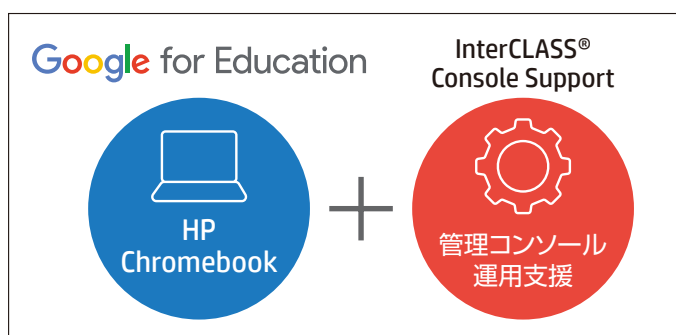 Google for Education
HP
Chromebook
InterCLASS®
Console Support
管理コンソール
運用支援